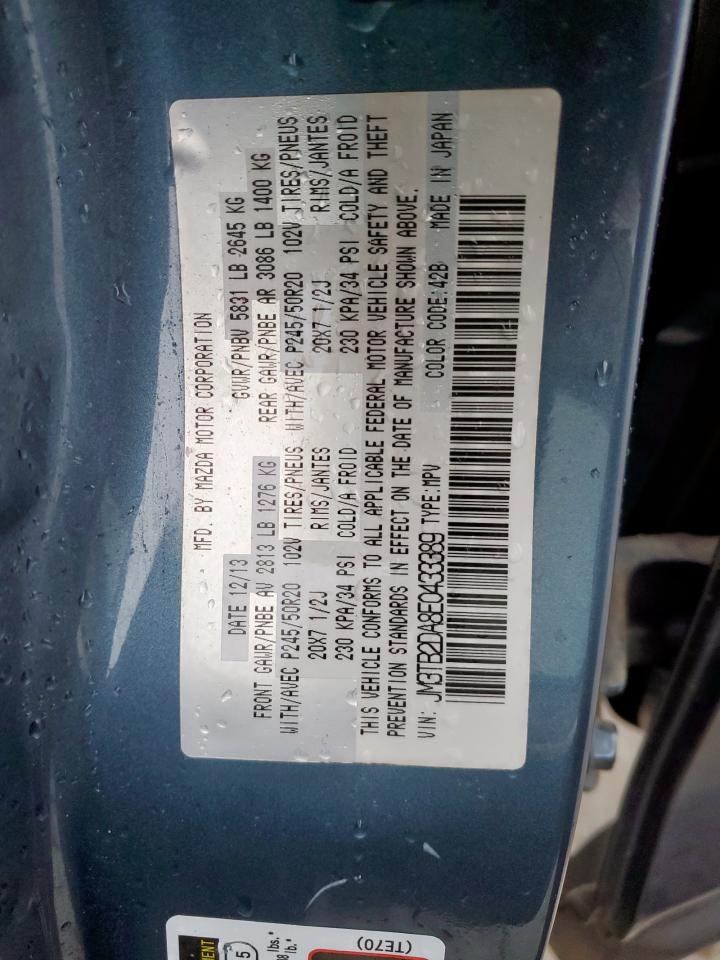 MFD. BY MAZDA MOTOR CORPORATION
DATE 12/13 GVWR/PNBV 5831 LB 2645 KG
FRONT GAWR/PNBE AV 2813 LB 1276 KG REAR GAWR/PNBE AR 3086 LB 1400 KG
WITH/AVEC P245/50R20 102V TIRES/PNEUS WITH/AVEC P245/50R20 102V TIRES/PNEUS
20X7 1/2J RIMS/JANTES 20X7 1/2J RIMS/JANTES
230 KPA/34 PSI COLD/A FROID 230 KPA/34 PSI COLD/A FROID
THIS VEHICLE CONFORMS TO ALL APPLICABLE FEDERAL MOTOR VEHICLE SAFETY AND THEFT
PREVENTION STANDARDS IN EFFECT ON THE DATE OF MANUFACTURE SHOWN ABOVE.
VIN: JM3TB2DA8E0433389 TYPE:MPV COLOR CODE:42B MADE IN JAPAN
5
lbs.*
lb.*
(TE70)